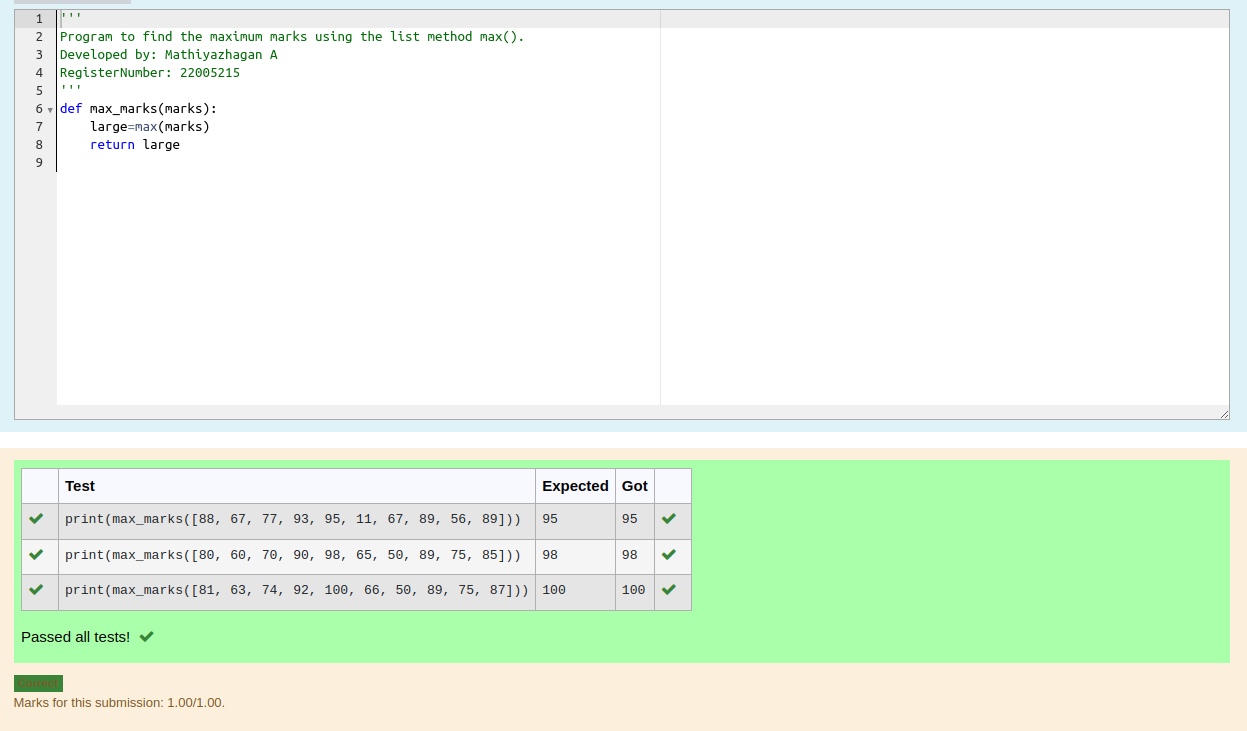 1 '''
2 Program to find the maximum marks using the list method max().
3 Developed by: Mathiyazhagan A
4 RegisterNumber: 22005215
5 '''
6 def max_marks(marks):
7     large=max(marks)
8     return large
9
Test Expected Got
print(max_marks([88, 67, 77, 93, 95, 11, 67, 89, 56, 89])) 95 95
print(max_marks([80, 60, 70, 90, 98, 65, 50, 89, 75, 85])) 98 98
print(max_marks([81, 63, 74, 92, 100, 66, 50, 89, 75, 87])) 100 100
Passed all tests!
Correct
Marks for this submission: 1.00/1.00.